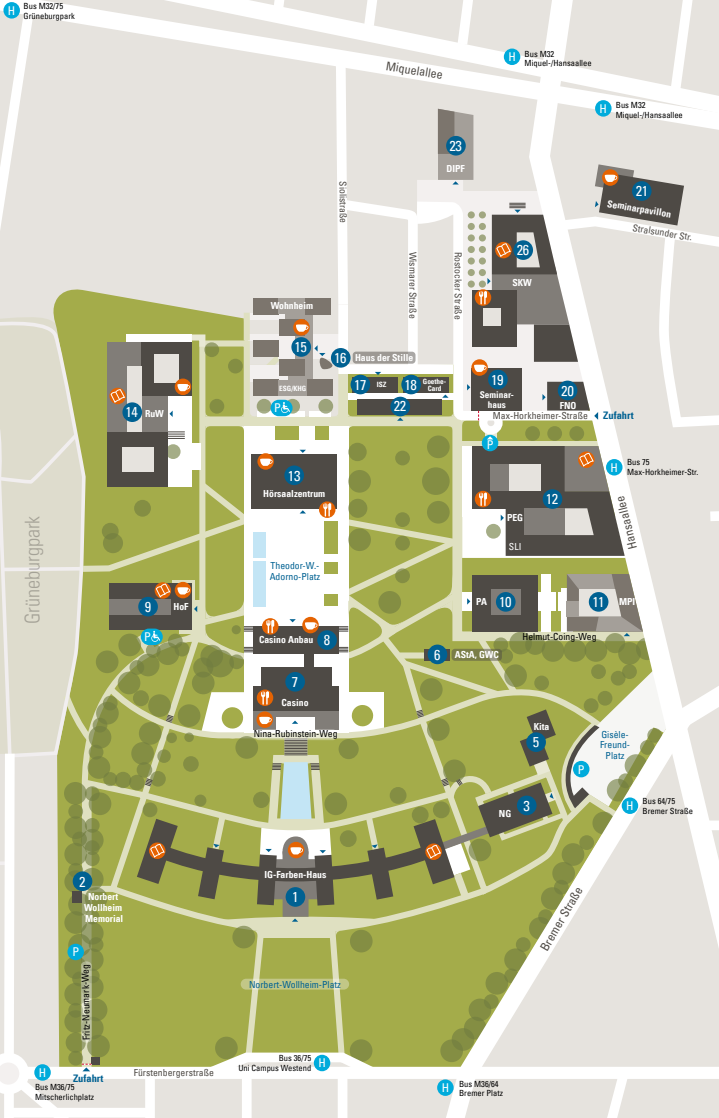 H
Bus M32/75
Grüneburgpark
H
Bus M32
Miquel-/Hansaallee
Miquelallee
H
Bus M32
Miquel-/Hansaallee
23
DIPF
21
Seminarpavillon
Stralsunder Str.
Siolistraße
Wismarer Straße
Rostocker Straße
26
SKW
Wohnheim
15
16
Haus der Stille
ESG/KHG
17
ISZ
18
Goethe-
Card
22
P
19
Seminar-
haus
20
FNO
Max-Horkheimer-Straße
Zufahrt
P
14
RuW
13
Hörsaalzentrum
H
Bus 75
Max-Horkheimer-Str.
12
PEG
SLI
Hansaallee
Grüneburgpark
Theodor-W.-
Adorno-Platz
9
HoF
P
PA
10
11
MPI
Helmut-Coing-Weg
Casino Anbau
8
6
AStA, GWC
7
Casino
Nina-Rubinstein-Weg
Kita
5
Gisèle-
Freund-
Platz
P
3
NG
H
Bus 64/75
Bremer Straße
IG-Farben-Haus
1
2
Norbert
Wollheim
Memorial
P
Fritz-Neumark-Weg
Bremer Straße
Norbert-Wollheim-Platz
H
Bus M36/75
Mitscherlichplatz
Zufahrt
Fürstenbergerstraße
Bus 36/75
Uni Campus Westend
H
H
Bus M36/64
Bremer Platz